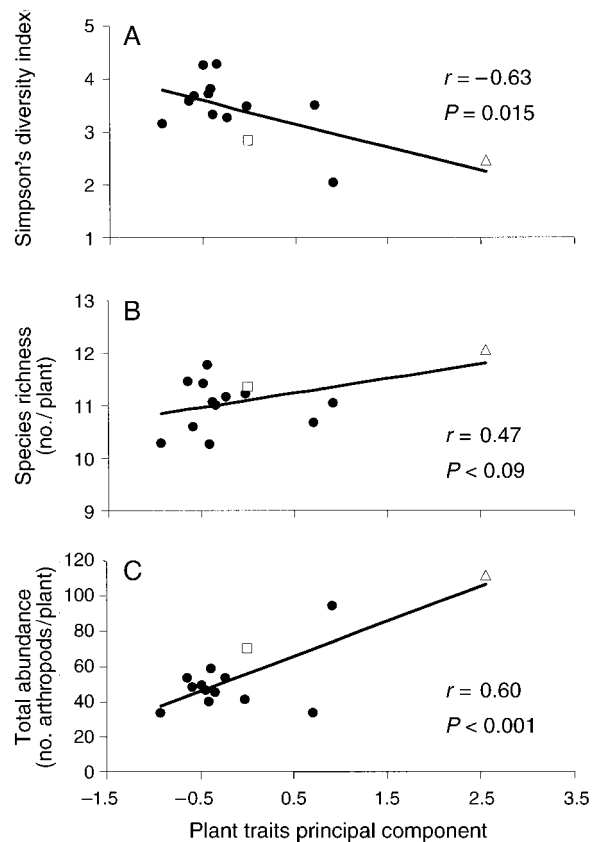 A
Simpson's diversity index
5
4
3
2
1
r = −0.63
P = 0.015
B
Species richness
(no./ plant)
13
12
11
10
9
r = 0.47
P < 0.09
C
Total abundance
(no. arthropods/plant)
120
100
80
60
40
20
0
r = 0.60
P < 0.001
−1.5 −0.5 0.5 1.5 2.5 3.5
Plant traits principal component